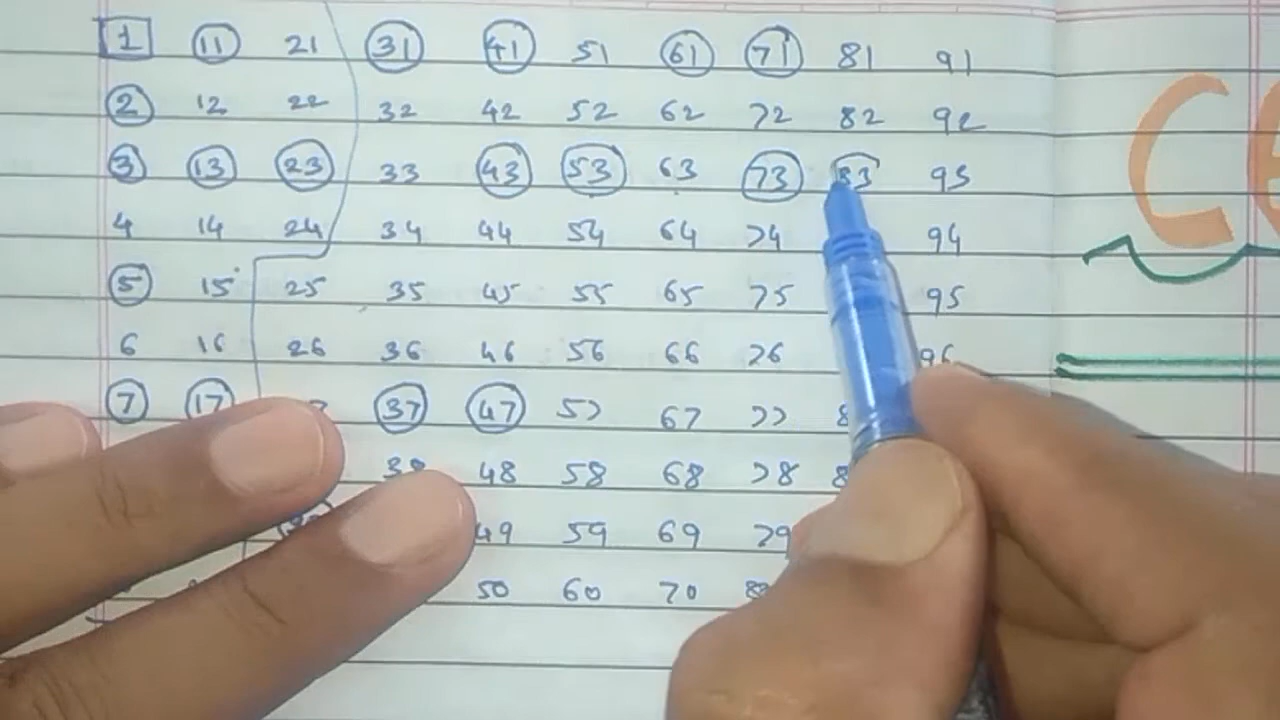 1 11 21 31 41 51 61 71 81 91
2 12 22 32 42 52 62 72 82 92
3 13 23 33 43 53 63 73 83 93
4 14 24 34 44 54 64 74 94
5 15 25 35 45 55 65 75 95
6 16 26 36 46 56 66 76 96
7 17 37 47 57 67 77
38 48 58 68 78
49 59 69 79
50 60 70